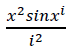 x²sinxⁱ
i²